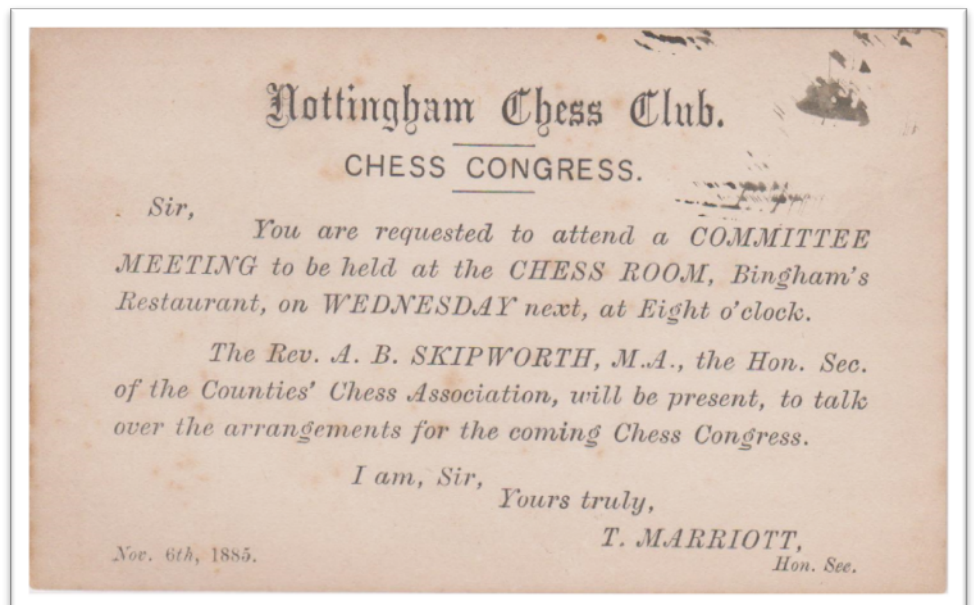 Nottingham Chess Club.
CHESS CONGRESS.
Sir,
You are requested to attend a COMMITTEE
MEETING to be held at the CHESS ROOM, Bingham's
Restaurant, on WEDNESDAY next, at Eight o'clock.
The Rev. A. B. SKIPWORTH, M.A., the Hon. Sec.
of the Counties' Chess Association, will be present, to talk
over the arrangements for the coming Chess Congress.
I am, Sir,
Yours truly,
T. MARRIOTT,
Hon. Sec.
Nov. 6th, 1885.